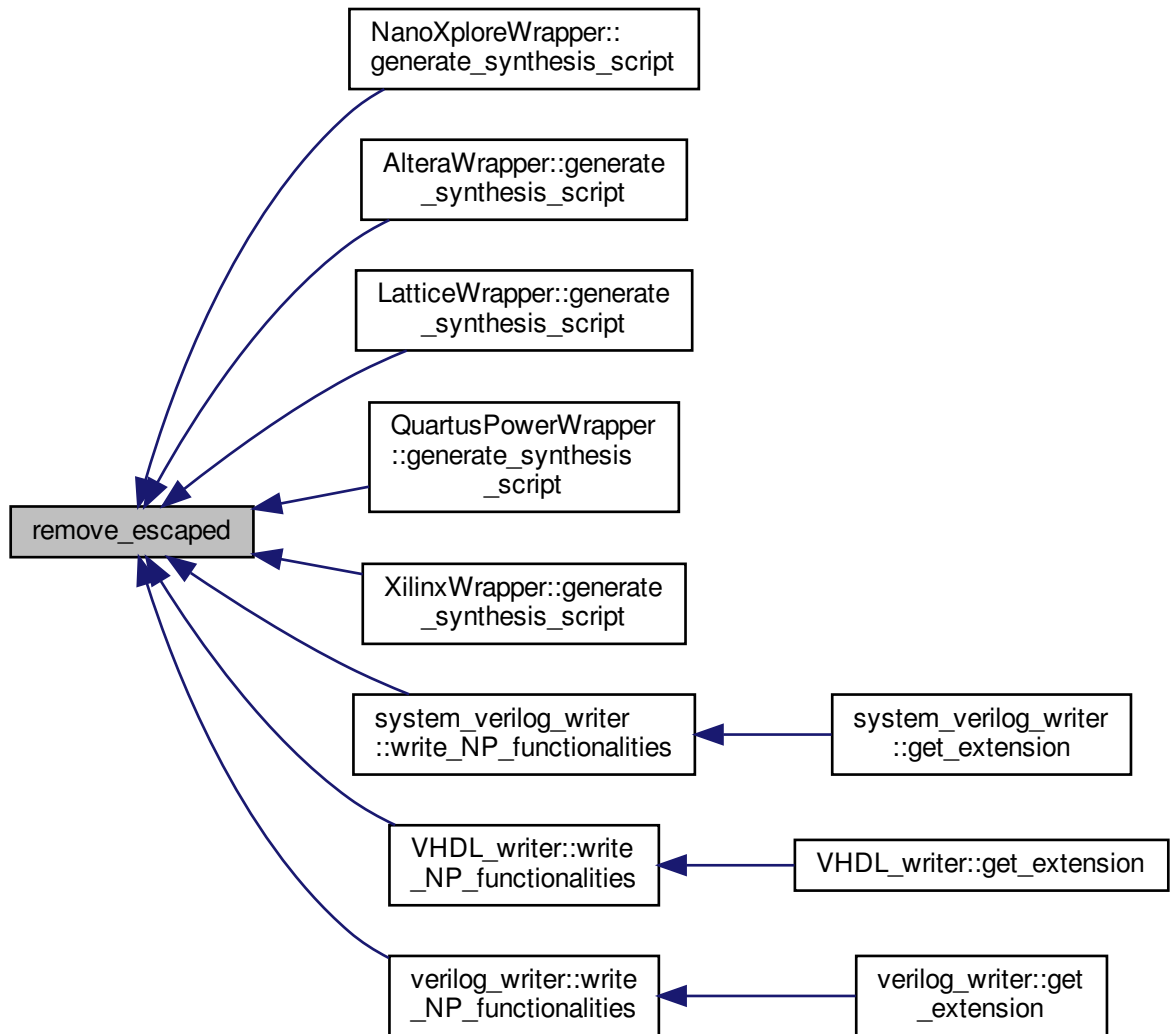 NanoXploreWrapper::
generate_synthesis_script
AlteraWrapper::generate
_synthesis_script
LatticeWrapper::generate
_synthesis_script
QuartusPowerWrapper
::generate_synthesis
_script
remove_escaped
XilinxWrapper::generate
_synthesis_script
system_verilog_writer
::write_NP_functionalities
system_verilog_writer
::get_extension
VHDL_writer::write
_NP_functionalities
VHDL_writer::get_extension
verilog_writer::write
_NP_functionalities
verilog_writer::get
_extension